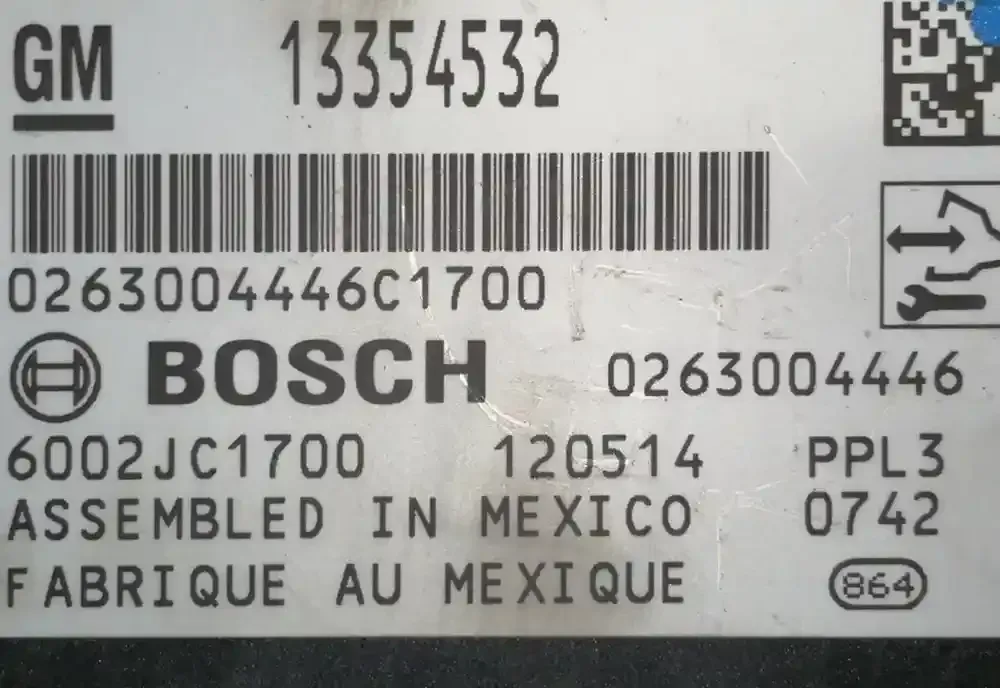 GM 13354532
0263004446C1700
BOSCH 0263004446
6002JC1700 120514 PPL3
ASSEMBLED IN MEXICO 0742
FABRIQUE AU MEXIQUE 864